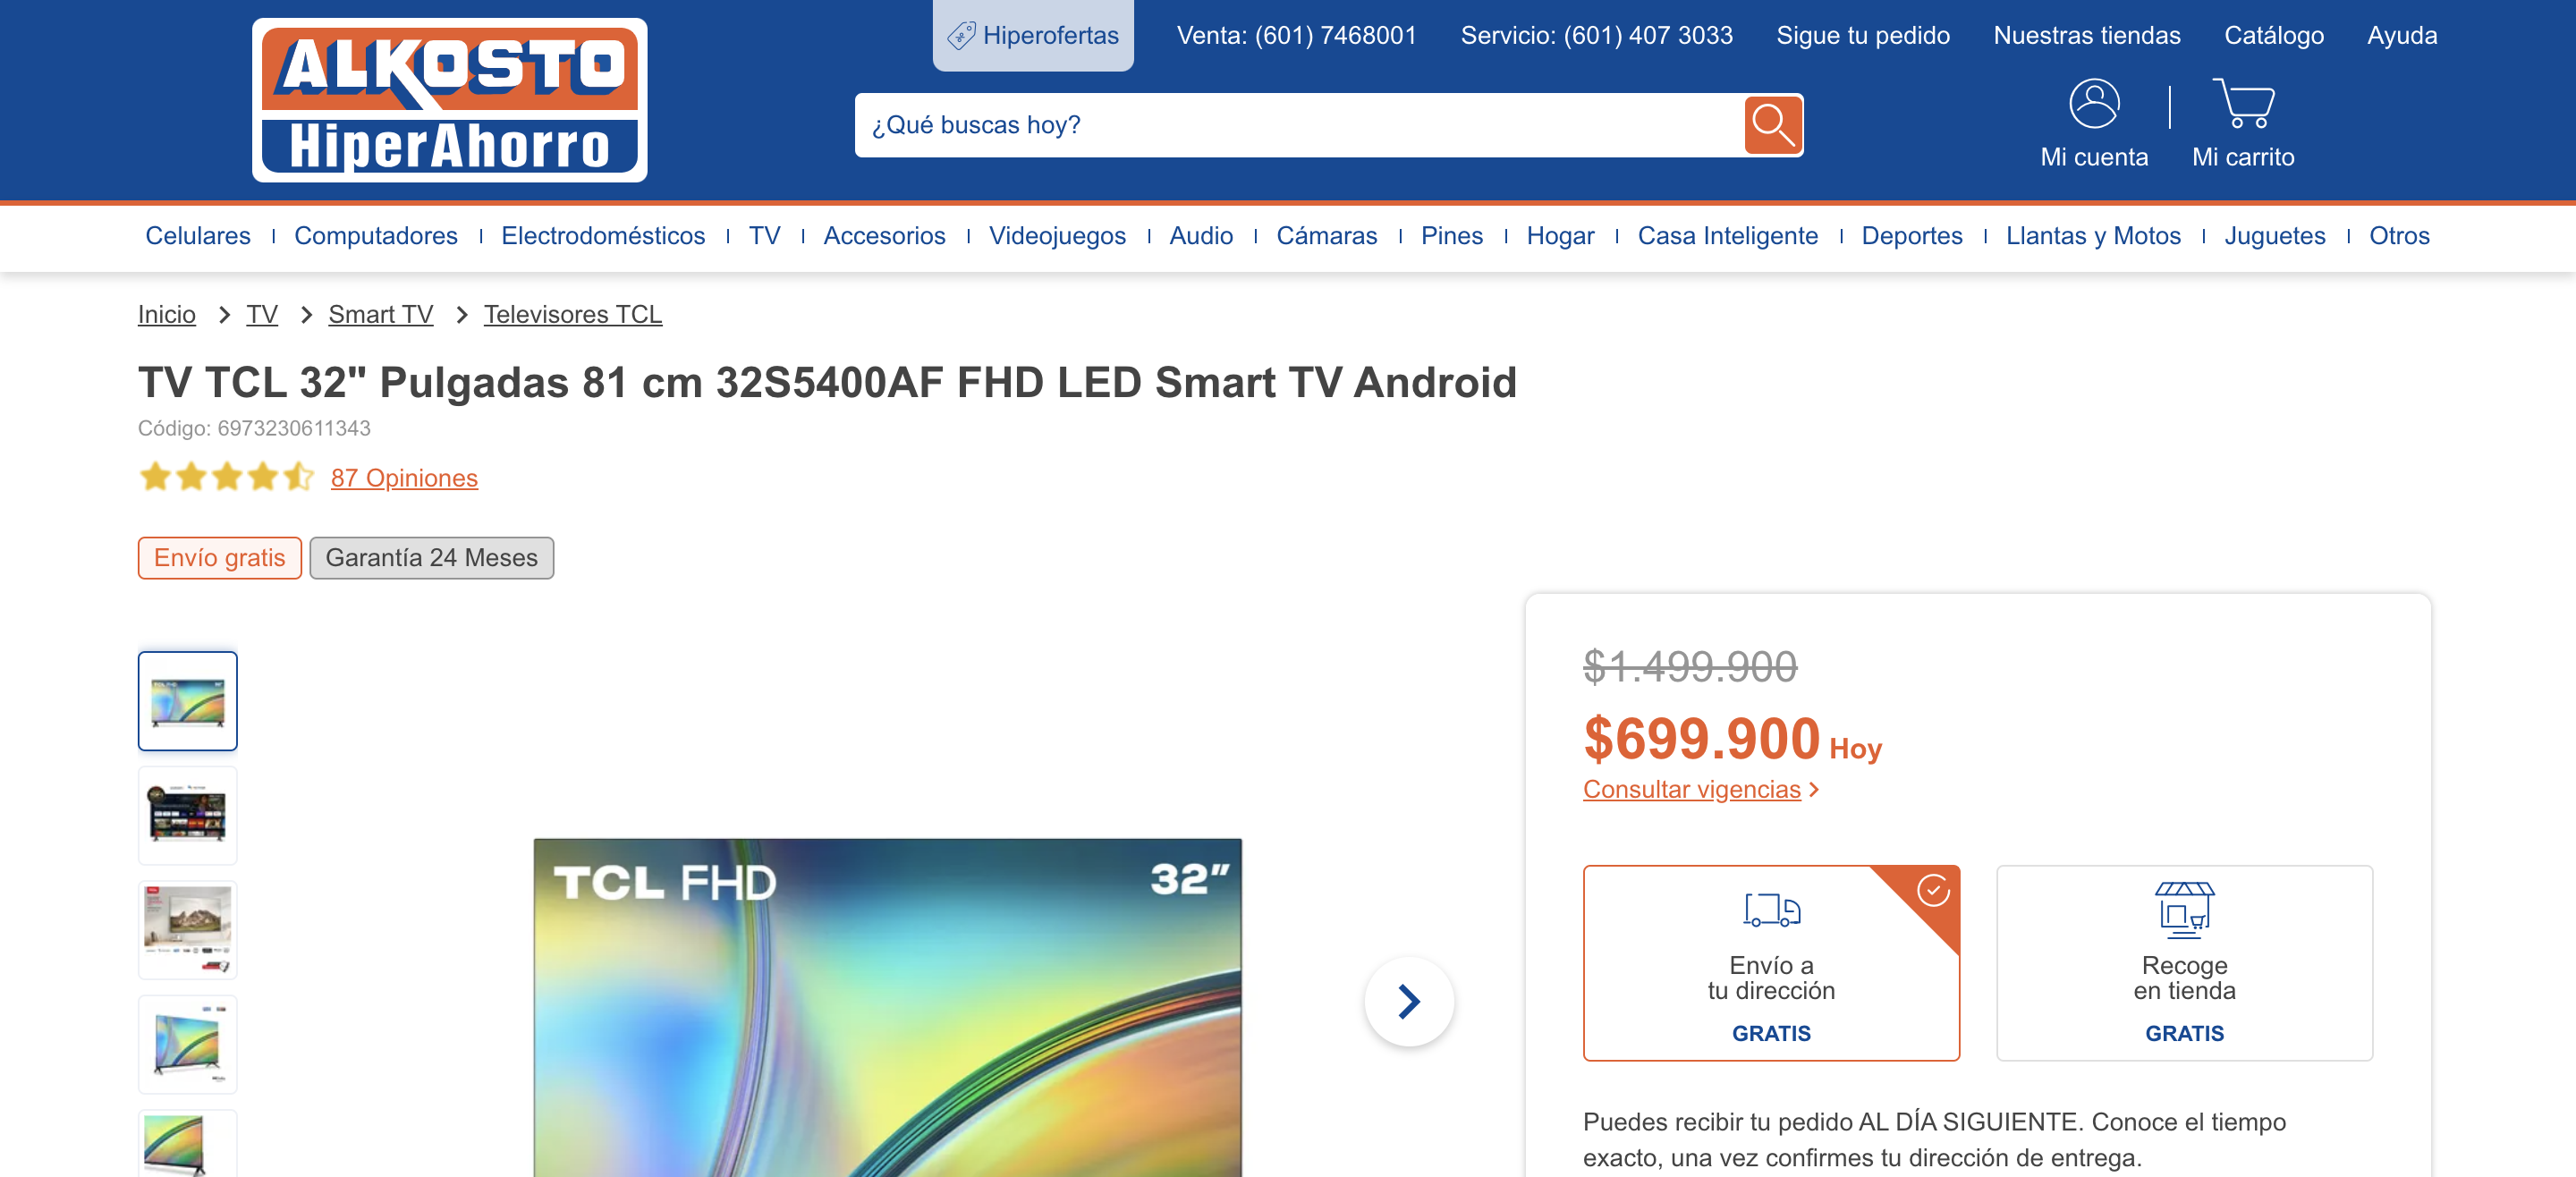 ALKOSTO
HiperAhorro
Hiperofertas
Venta: (601) 7468001
Servicio: (601) 407 3033
Sigue tu pedido
Nuestras tiendas
Catálogo
Ayuda
¿Qué buscas hoy?
Mi cuenta
Mi carrito
Celulares
Computadores
Electrodomésticos
TV
Accesorios
Videojuegos
Audio
Cámaras
Pines
Hogar
Casa Inteligente
Deportes
Llantas y Motos
Juguetes
Otros
Inicio > TV > Smart TV > Televisores TCL
TV TCL 32" Pulgadas 81 cm 32S5400AF FHD LED Smart TV Android
Código: 6973230611343
87 Opiniones
Envío gratis
Garantía 24 Meses
TCL FHD
32"
$1.499.900
$699.900 Hoy
Consultar vigencias >
Envío a
tu dirección
GRATIS
Recoge
en tienda
GRATIS
Puedes recibir tu pedido AL DÍA SIGUIENTE. Conoce el tiempo
exacto, una vez confirmes tu dirección de entrega.